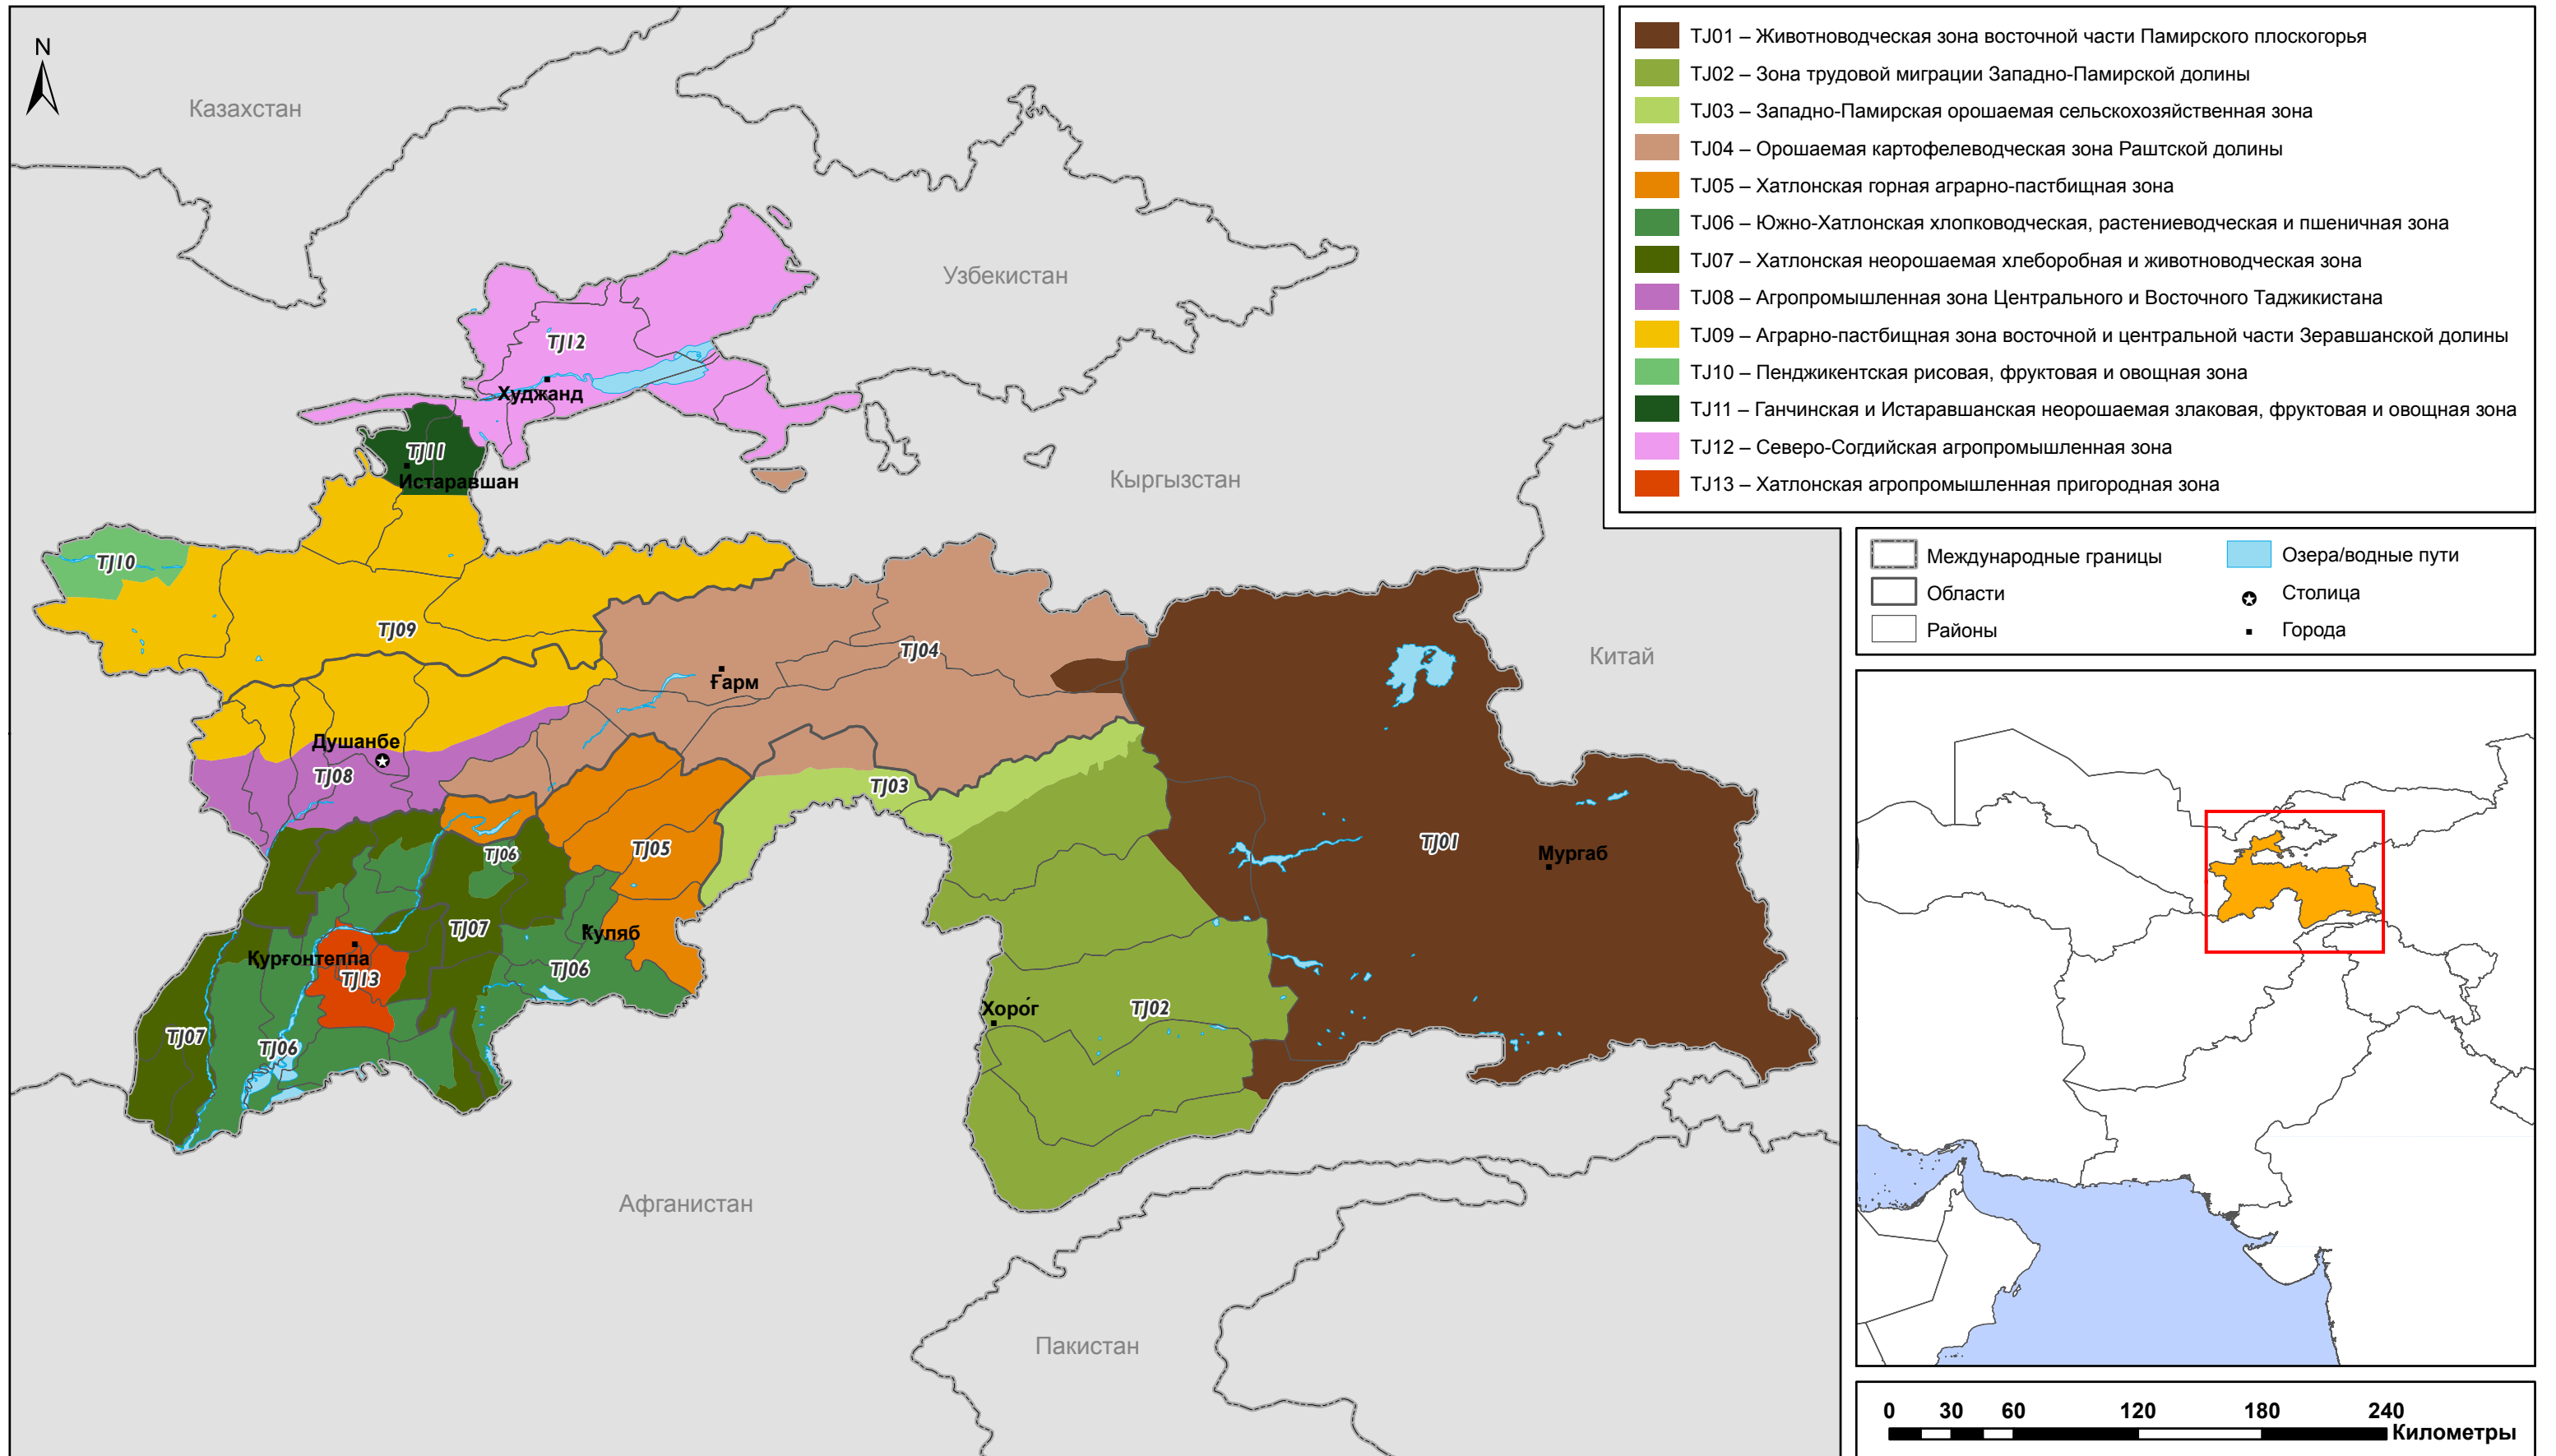 N
Казахстан
Узбекистан
Кыргызстан
Китай
Афганистан
Пакистан
TJ12
Худжанд
TJ11
Истаравшан
TJ10
TJ09
TJ04
Ғарм
Душанбе
TJ08
TJ03
TJ01
Мургаб
TJ06
TJ05
TJ07
Куляб
Қурғонтеппа
TJ13
TJ06
Хоро́г
TJ02
TJ07
TJ06
TJ01 – Животноводческая зона восточной части Памирского плоскогорья
TJ02 – Зона трудовой миграции Западно-Памирской долины
TJ03 – Западно-Памирская орошаемая сельскохозяйственная зона
TJ04 – Орошаемая картофелеводческая зона Раштской долины
TJ05 – Хатлонская горная аграрно-пастбищная зона
TJ06 – Южно-Хатлонская хлопководческая, растениеводческая и пшеничная зона
TJ07 – Хатлонская неорошаемая хлеборобная и животноводческая зона
TJ08 – Агропромышленная зона Центрального и Восточного Таджикистана
TJ09 – Аграрно-пастбищная зона восточной и центральной части Зеравшанской долины
TJ10 – Пенджикентская рисовая, фруктовая и овощная зона
TJ11 – Ганчинская и Истаравшанская неорошаемая злаковая, фруктовая и овощная зона
TJ12 – Северо-Согдийская агропромышленная зона
TJ13 – Хатлонская агропромышленная пригородная зона
Международные границы
Области
Районы
Озера/водные пути
Столица
Города
0 30 60 120 180 240
Километры